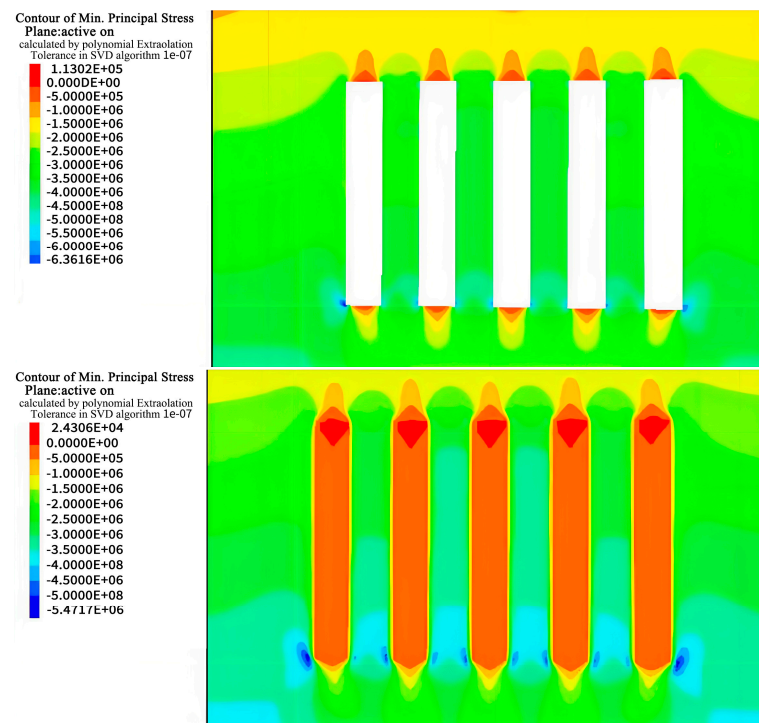 Contour of Min. Principal Stress
Plane:active on
calculated by polynomial Extraolation
Tolerance in SVD algorithm 1e-07
1.1302E+05
0.000DE+00
-5.0000E+05
-1.0000E+06
-1.5000E+06
-2.0000E+06
-2.5000E+06
-3.0000E+06
-3.5000E+06
-4.0000E+06
-4.5000E+08
-5.0000E+06
-5.5000E+08
-6.0000E+06
-6.3616E+06
Contour of Min. Principal Stress
Plane:active on
calculated by polynomial Extraolation
Tolerance in SVD algorithm 1e-07
2.4306E+04
0.0000E+00
-5.0000E+05
-1.0000E+06
-1.5000E+06
-2.0000E+06
-2.5000E+06
-3.0000E+06
-3.5000E+06
-4.0000E+08
-4.5000E+06
-5.0000E+08
-5.4717E+06